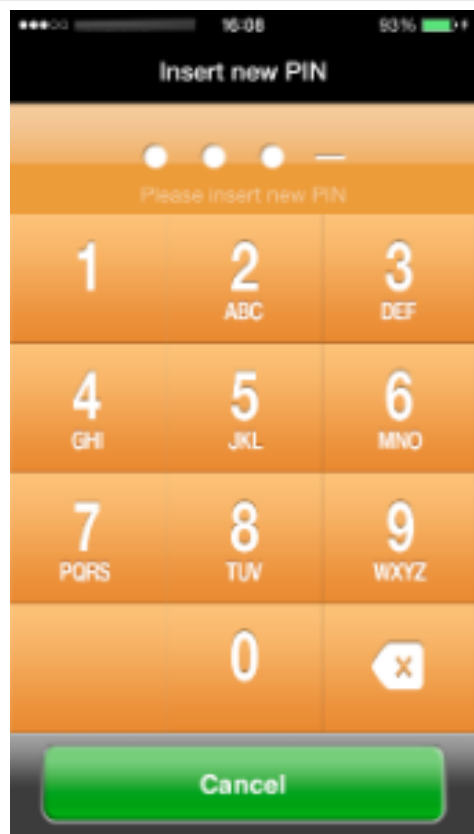 16:08 93%
Insert new PIN
Please insert new PIN
1 2 3
ABC DEF
4 5 6
GHI JKL MNO
7 8 9
PQRS TUV WXYZ
0 x
Cancel